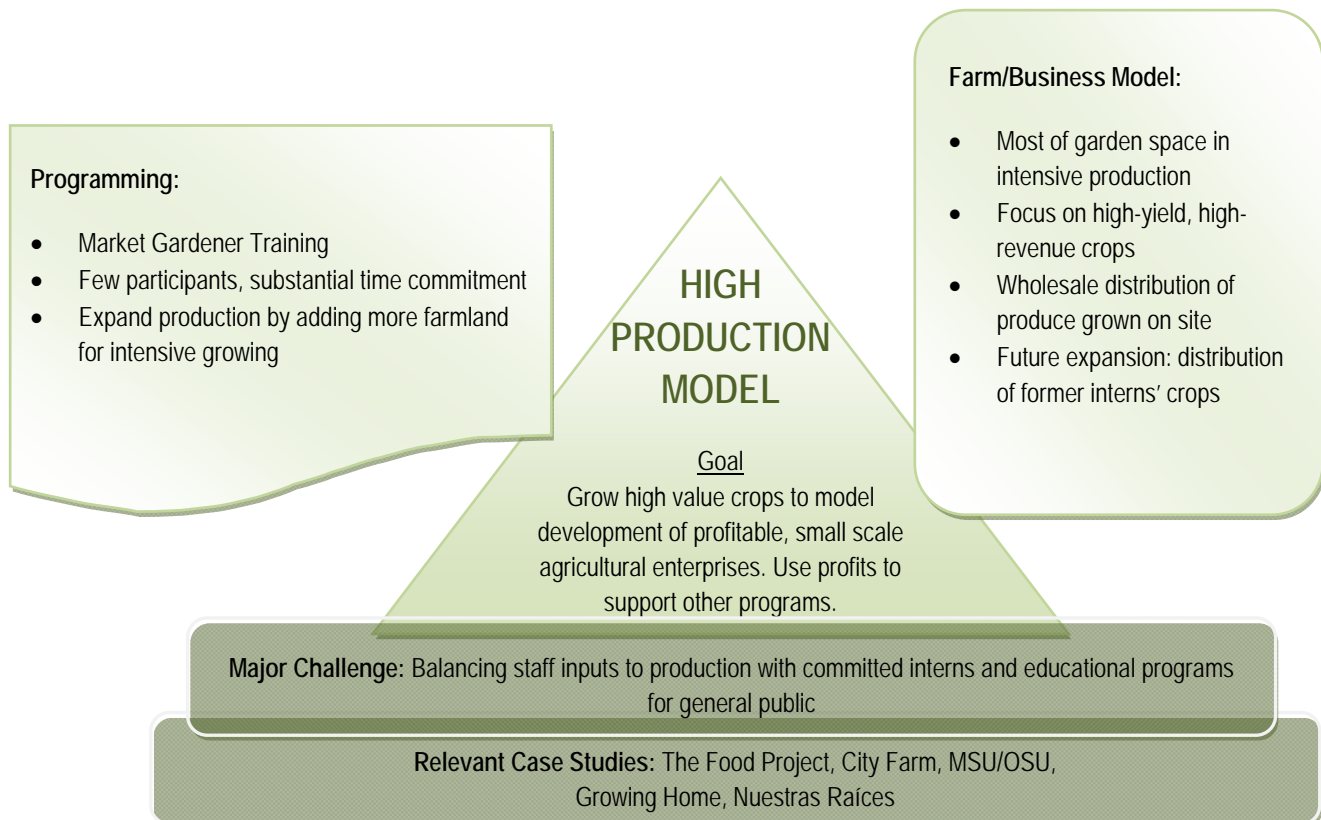 Programming:
• Market Gardener Training
• Few participants, substantial time commitment
• Expand production by adding more farmland
for intensive growing
HIGH
PRODUCTION
MODEL
Goal
Grow high value crops to model
development of profitable, small scale
agricultural enterprises. Use profits to
support other programs.
Farm/Business Model:
• Most of garden space in
intensive production
• Focus on high-yield, high-
revenue crops
• Wholesale distribution of
produce grown on site
• Future expansion: distribution
of former interns’ crops
Major Challenge: Balancing staff inputs to production with committed interns and educational programs
for general public
Relevant Case Studies: The Food Project, City Farm, MSU/OSU,
Growing Home, Nuestras Raíces